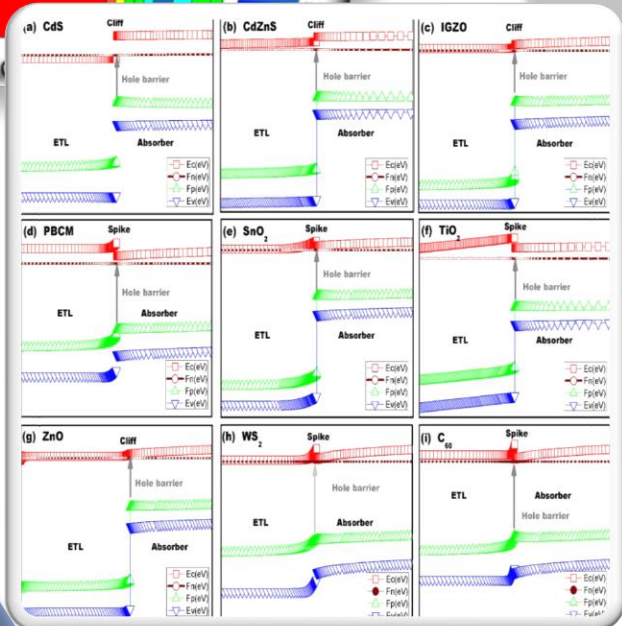 (a) CdS
Cliff
Hole barrier
ETL
Absorber
Ec(eV)
Fn(eV)
Fp(eV)
Ev(eV)
(b) CdZnS
Cliff
Hole barrier
ETL
Absorber
Ec(eV)
Fn(eV)
Fp(eV)
Ev(eV)
(c) IGZO
Cliff
Hole barrier
ETL
Absorber
Ec(eV)
Fn(eV)
Fp(eV)
Ev(eV)
(d) PBCM
Spike
Hole barrier
ETL
Absorber
Ec(eV)
Fn(eV)
Fp(eV)
Ev(eV)
(e) SnO2
Spike
Hole barrier
ETL
Absorber
Ec(eV)
Fn(eV)
Fp(eV)
Ev(eV)
(f) TiO2
Spike
Hole barrier
ETL
Absorber
Ec(eV)
Fn(eV)
Fp(eV)
Ev(eV)
(g) ZnO
Cliff
Hole barrier
ETL
Absorber
Ec(eV)
Fn(eV)
Fp(eV)
Ev(eV)
(h) WS2
Spike
Hole barrier
ETL
Absorber
Ec(eV)
Fn(eV)
Fp(eV)
Ev(eV)
(i) C60
Spike
ETL
Absorber
Hole barrier
Ec(eV)
Fn(eV)
Fp(eV)
Ev(eV)